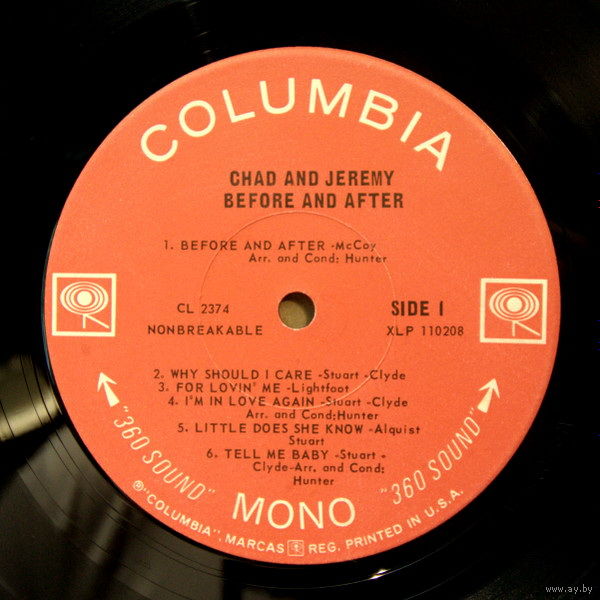 COLUMBIA
CHAD AND JEREMY
BEFORE AND AFTER
1. BEFORE AND AFTER -McCoy
Arr. and Cond: Hunter
CL 2374
NONBREAKABLE
SIDE 1
XLP 110208
2. WHY SHOULD I CARE -Stuart -Clyde
3. FOR LOVIN' ME -Lightfoot
4. I'M IN LOVE AGAIN -Stuart -Clyde
Arr. and Cond:Hunter
5. LITTLE DOES SHE KNOW -Alquist
Stuart
6. TELL ME BABY -Stuart -
Clyde-Arr. and Cond:
Hunter
"360 SOUND"
MONO
"360 SOUND"
℗"COLUMBIA", MARCAS REG. PRINTED IN U.S.A.
www.ay.by